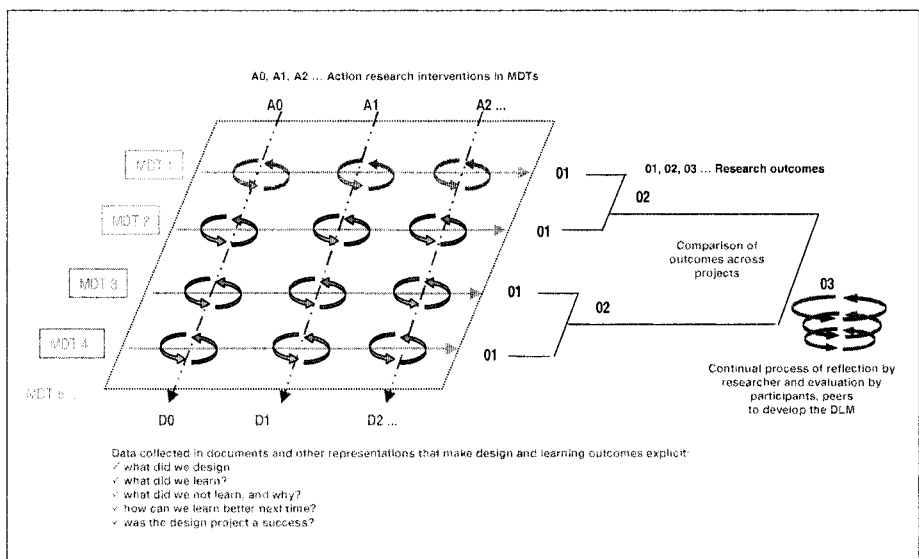 A0, A1, A2 ... Action research interventions in MDTs
A0 A1 A2 ...
MDT 1
01
01, 02, 03 ... Research outcomes
02
MDT 2
01
Comparison of
outcomes across
projects
MDT 3
01
03
02
MDT 4
01
Continual process of reflection by
researcher and evaluation by
participants, peers
to develop the DLM
MDT 5 ...
D0 D1 D2 ...
Data collected in documents and other representations that make design and learning outcomes explicit:
✓ what did we design
✓ what did we learn?
✓ what did we not learn, and why?
✓ how can we learn better next time?
✓ was the design project a success?